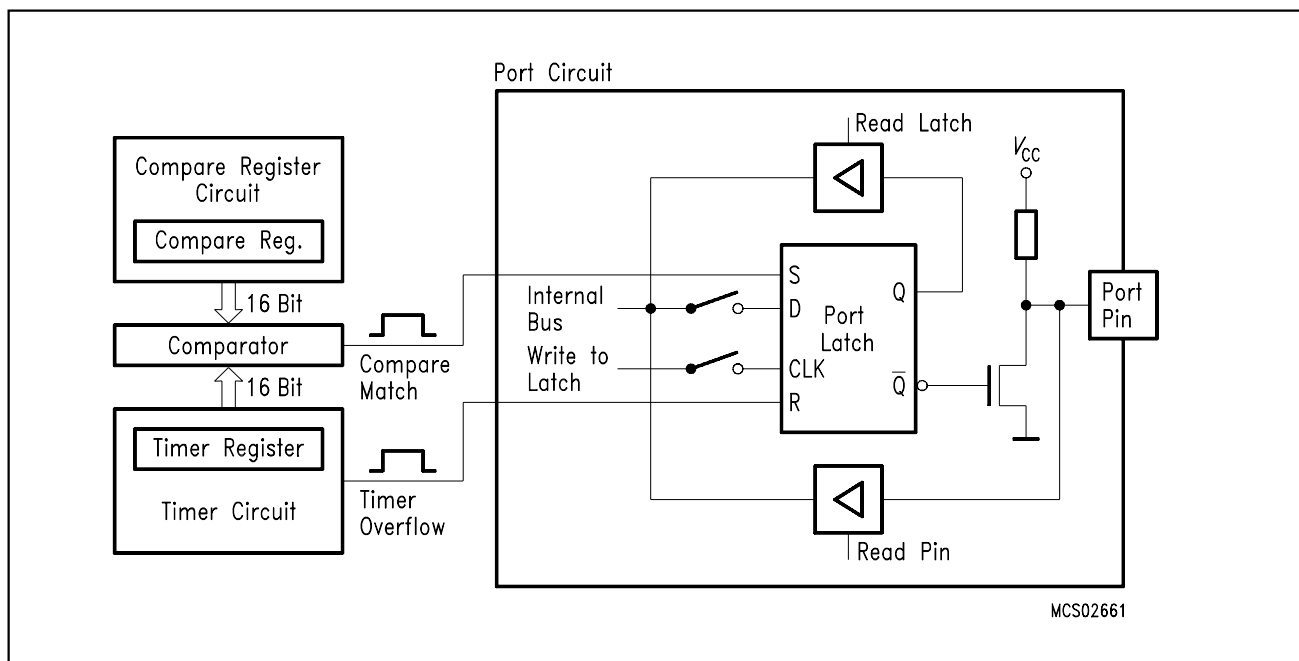 Port Circuit
Read Latch
VCC
Compare Register
Circuit
Compare Reg.
16 Bit
Comparator
Compare
Match
16 Bit
Timer Register
Timer Circuit
Timer
Overflow
Internal
Bus
Write to
Latch
S
D
CLK
R
Port
Latch
Q
Q̅
Port
Pin
Read Pin
MCS02661